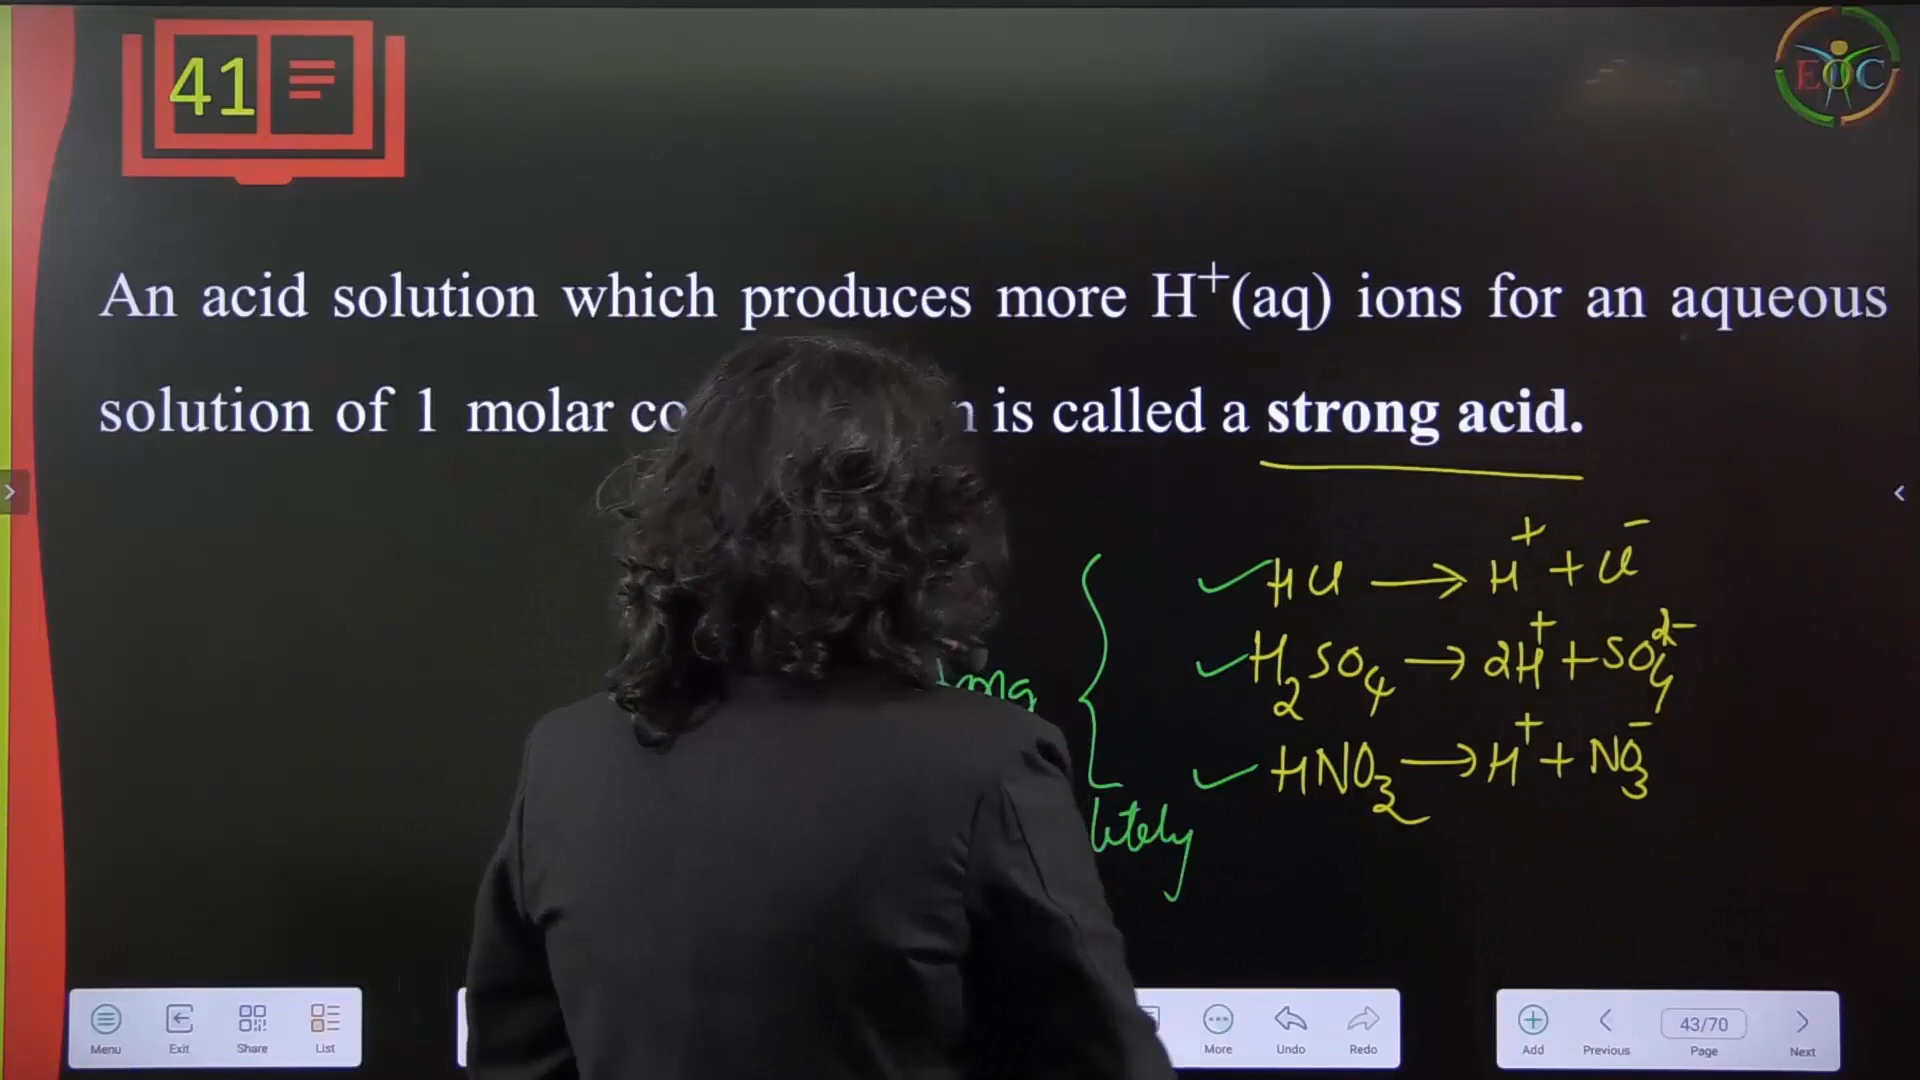 41
EOC
An acid solution which produces more H⁺(aq) ions for an aqueous
solution of 1 molar is called a strong acid.
HCl → H⁺ + Cl⁻
H₂SO₄ → 2H⁺ + SO₄²⁻
HNO₃ → H⁺ + NO₃⁻
Menu Exit Share List More Undo Redo Add Previous 43/70 Page Next